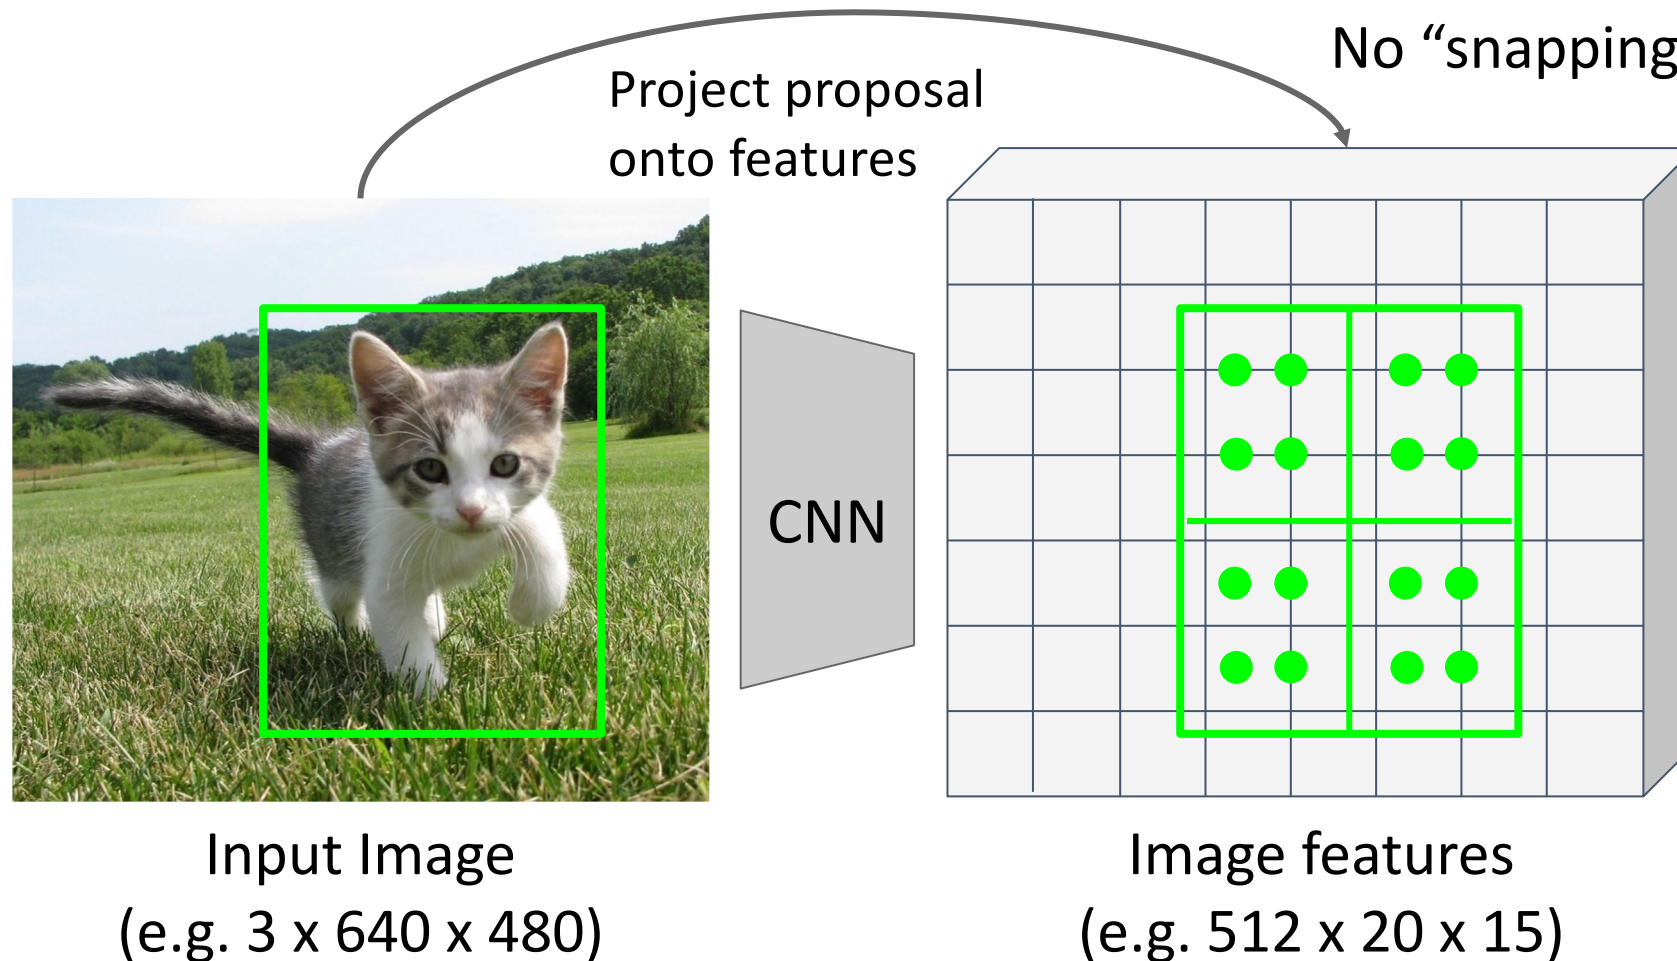 No “snapping
Project proposal
onto features
CNN
Input Image
(e.g. 3 x 640 x 480)
Image features
(e.g. 512 x 20 x 15)